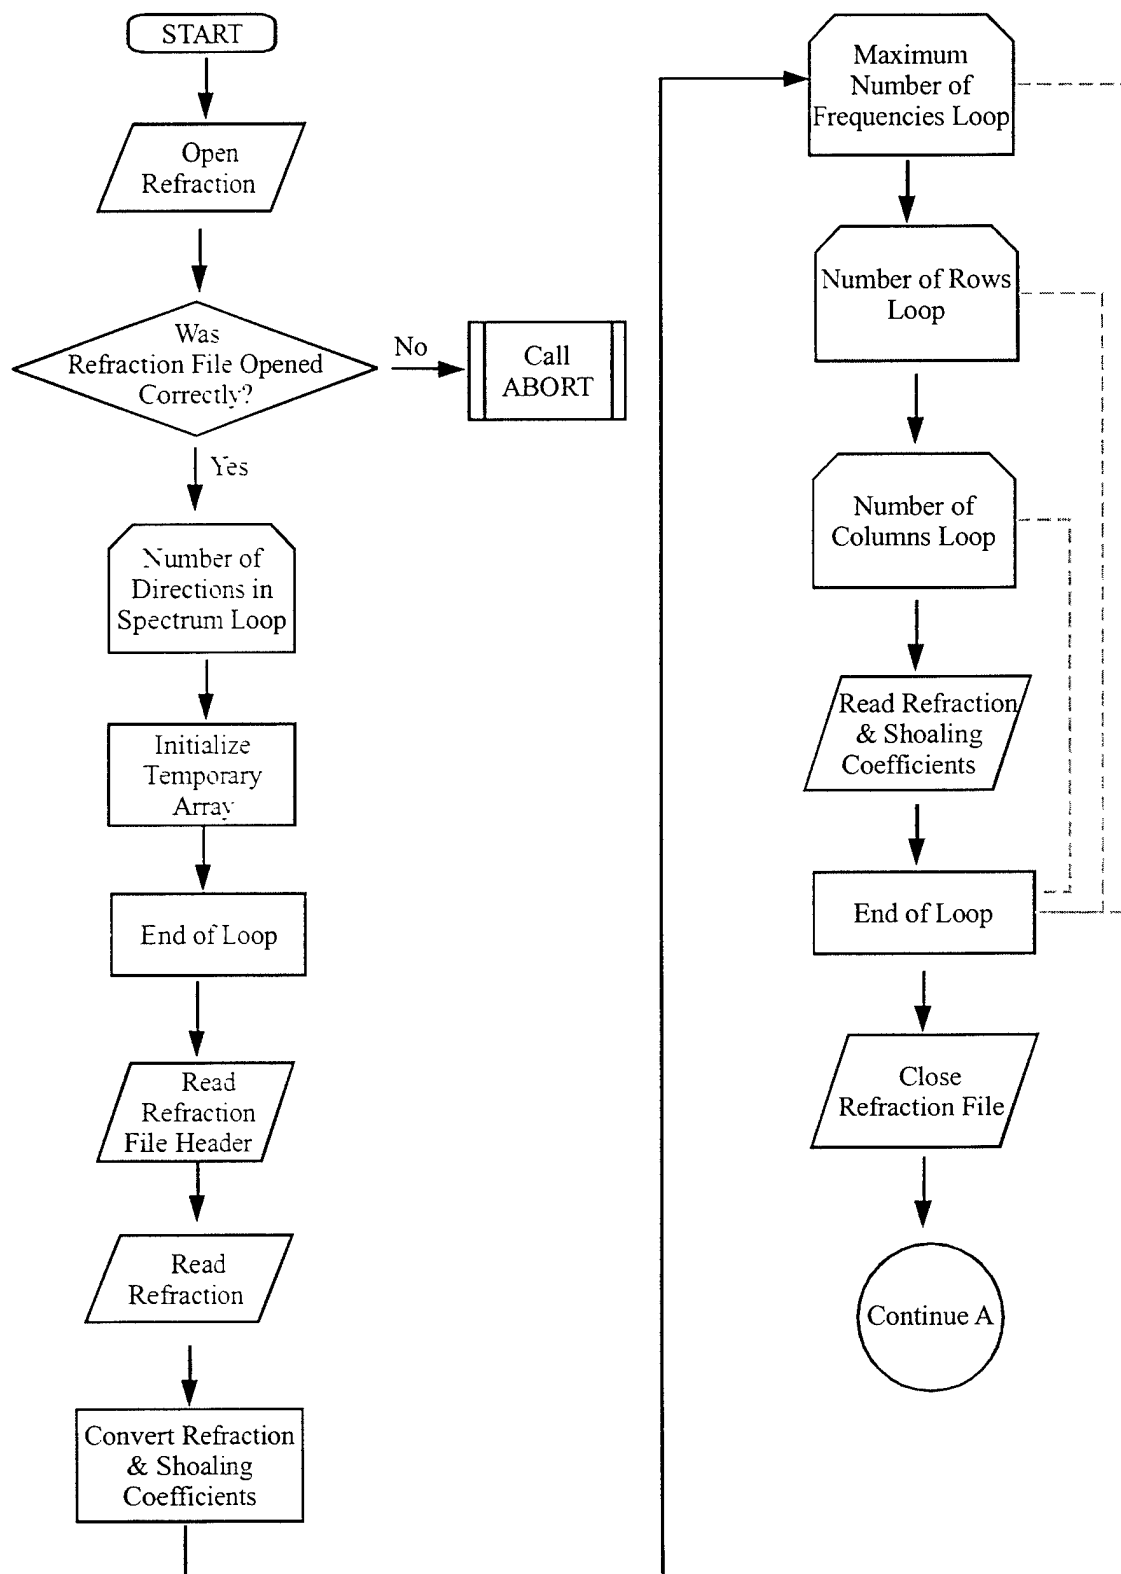 START
Open
Refraction
Was
Refraction File Opened
Correctly?
No
Call
ABORT
Yes
Number of
Directions in
Spectrum Loop
Initialize
Temporary
Array
End of Loop
Read
Refraction
File Header
Read
Refraction
Convert Refraction
& Shoaling
Coefficients
Maximum
Number of
Frequencies Loop
Number of Rows
Loop
Number of
Columns Loop
Read Refraction
& Shoaling
Coefficients
End of Loop
Close
Refraction File
Continue A